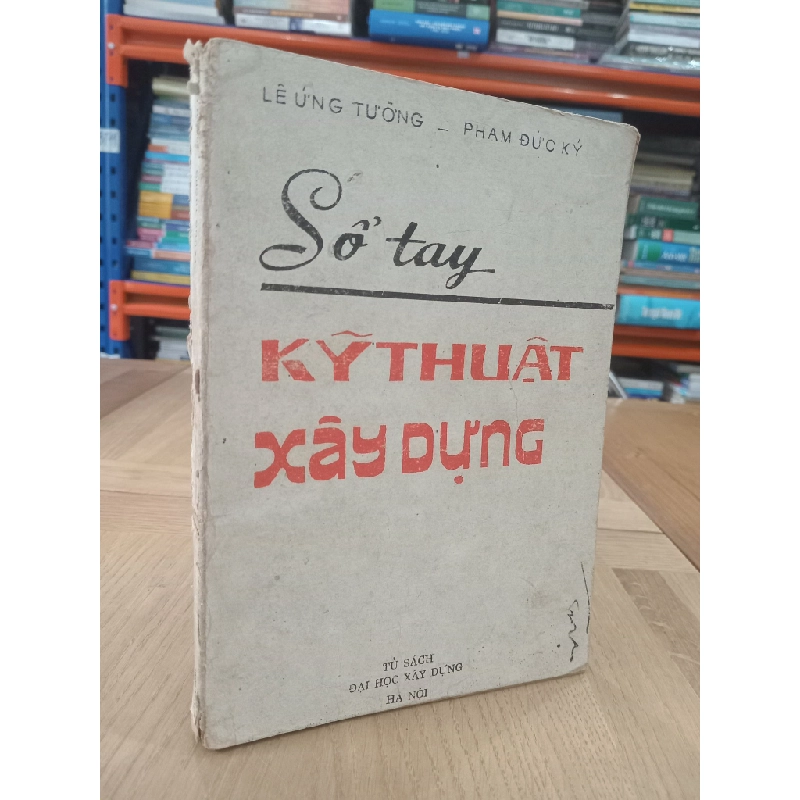 LÊ ỨNG TƯỜNG – PHẠM ĐỨC KỲ
Sổ tay
KỸ THUẬT
XÂY DỰNG
TỦ SÁCH
ĐẠI HỌC XÂY DỰNG
HÀ NỘI